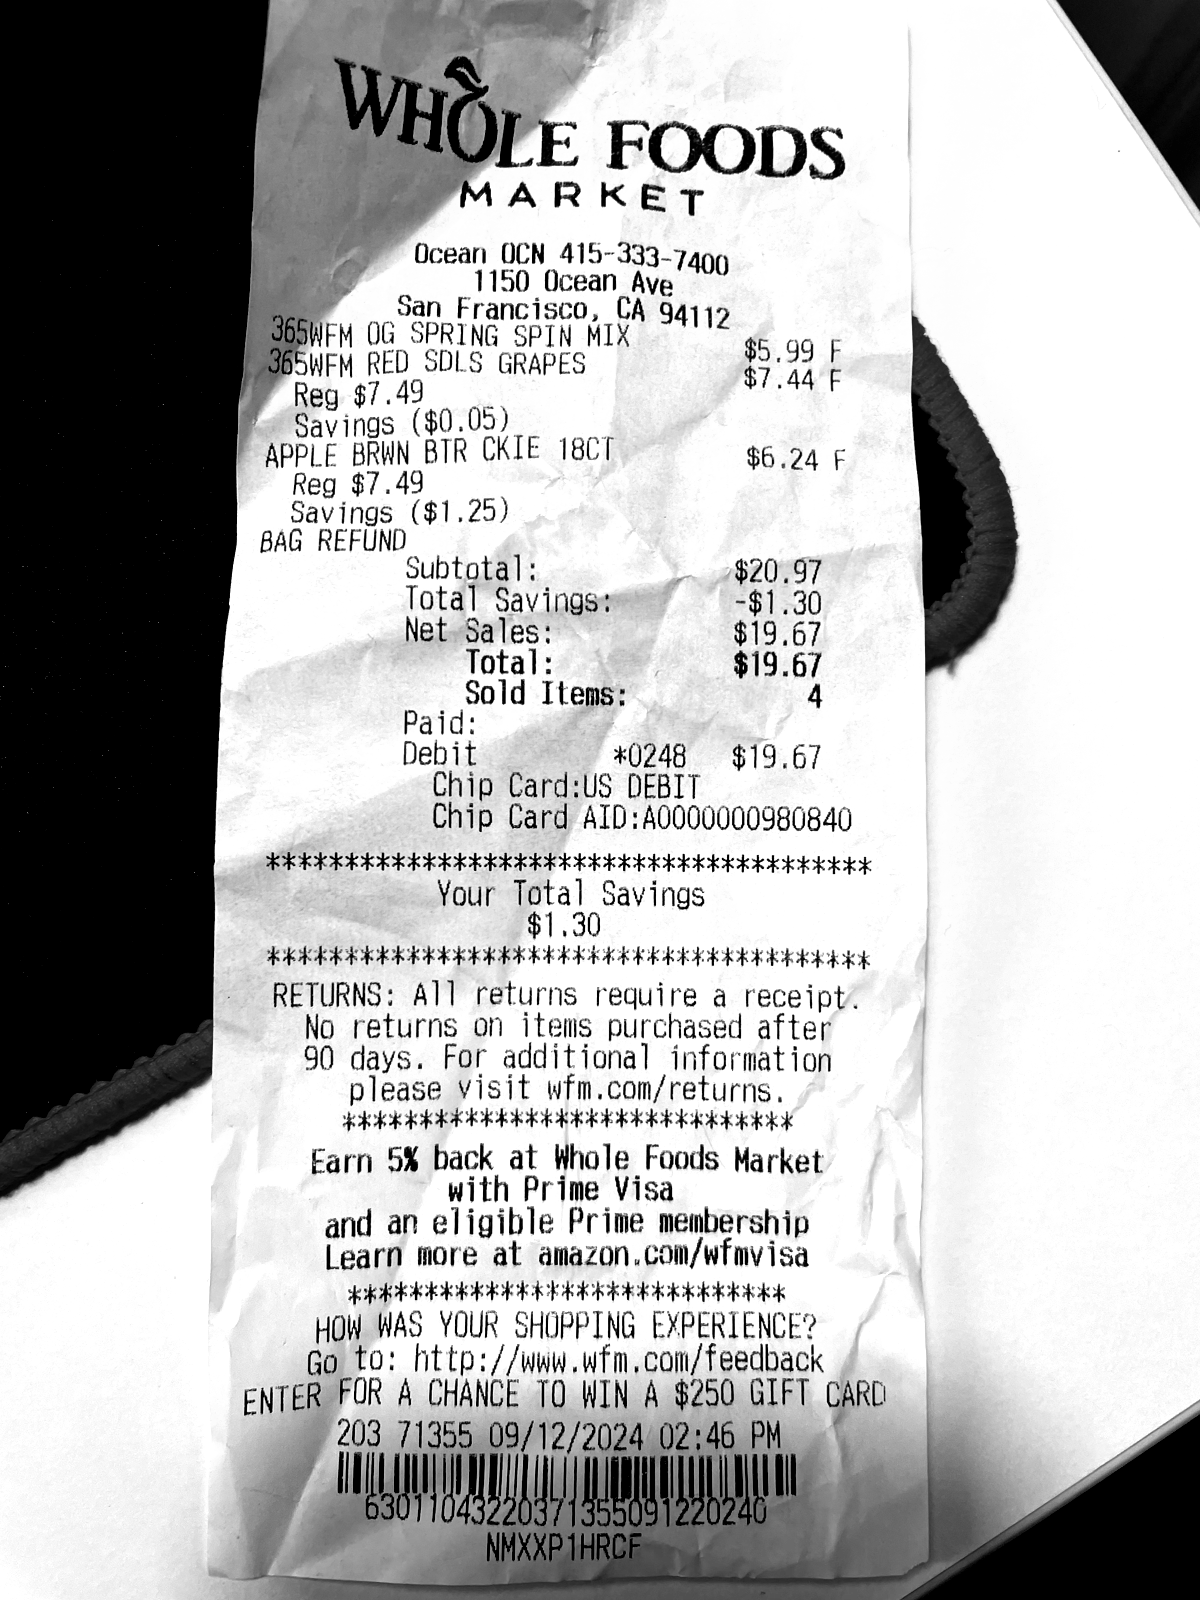 WHOLE FOODS
MARKET
Ocean OCN 415-333-7400
1150 Ocean Ave
San Francisco, CA 94112
365WFM OG SPRING SPIN MIX $5.99 F
365WFM RED SDLS GRAPES $7.44 F
Reg $7.49
Savings ($0.05)
APPLE BRWN BTR CKIE 18CT $6.24 F
Reg $7.49
Savings ($1.25)
BAG REFUND
Subtotal: $20.97
Total Savings: -$1.30
Net Sales: $19.67
Total: $19.67
Sold Items: 4
Paid:
Debit *0248 $19.67
Chip Card:US DEBIT
Chip Card AID:A0000000980840
****************************************
Your Total Savings
$1.30
****************************************
RETURNS: All returns require a receipt.
No returns on items purchased after
90 days. For additional information
please visit wfm.com/returns.
******************************
Earn 5% back at Whole Foods Market
with Prime Visa
and an eligible Prime membership
Learn more at amazon.com/wfmvisa
*****************************
HOW WAS YOUR SHOPPING EXPERIENCE?
Go to: http://www.wfm.com/feedback
ENTER FOR A CHANCE TO WIN A $250 GIFT CARD
203 71355 09/12/2024 02:46 PM
63011043220371355091220240
NMXXP1HRCF